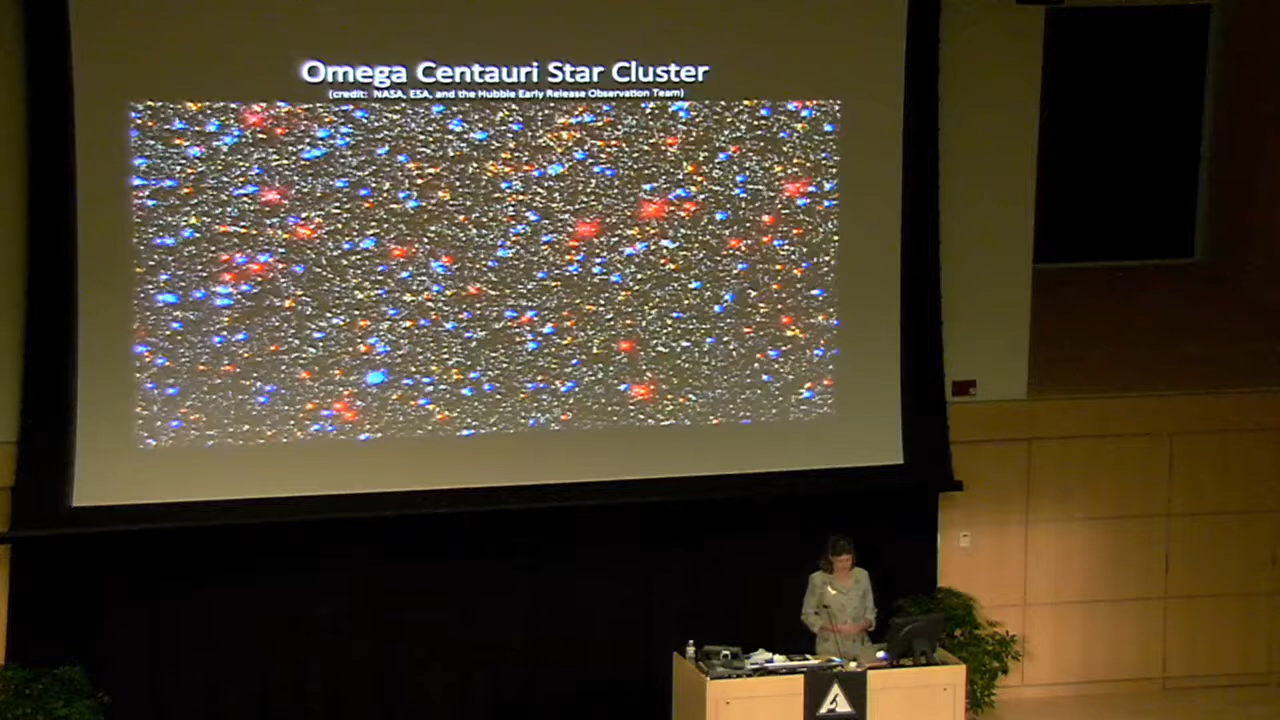 Omega Centauri Star Cluster
(credit: NASA, ESA, and the Hubble Early Release Observation Team)